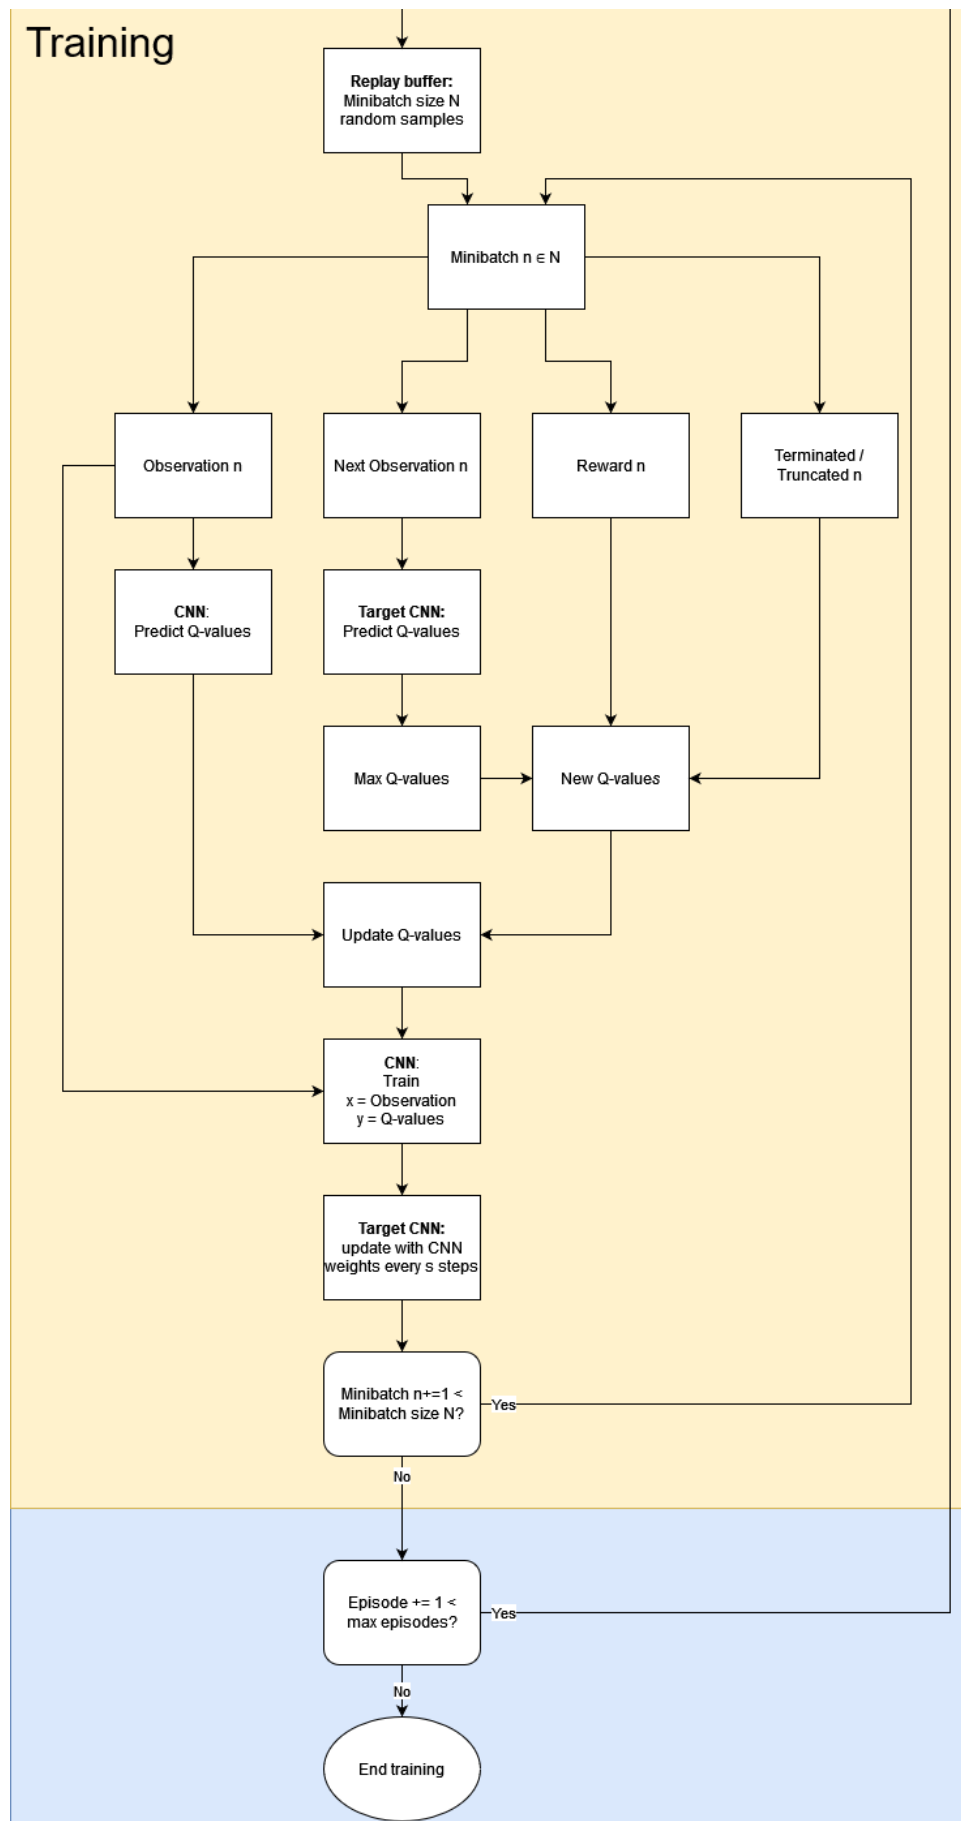 Training
Replay buffer:
Minibatch size N
random samples
Minibatch n ∈ N
Observation n
Next Observation n
Reward n
Terminated /
Truncated n
CNN:
Predict Q-values
Target CNN:
Predict Q-values
Max Q-values
New Q-values
Update Q-values
CNN:
Train
x = Observation
y = Q-values
Target CNN:
update with CNN
weights every s steps
Minibatch n+=1 <
Minibatch size N?
Yes
No
Episode += 1 <
max episodes?
Yes
No
End training